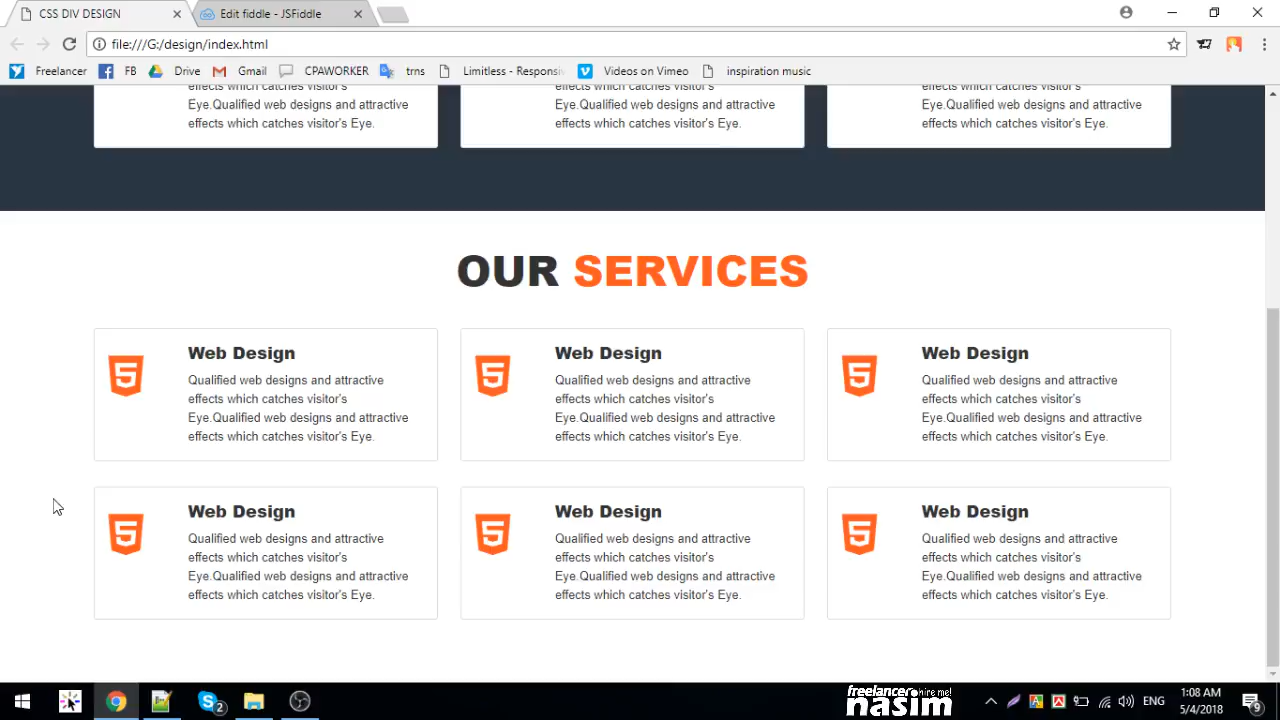 CSS DIV DESIGN
Edit fiddle - JSFiddle
file:///G:/design/index.html
Freelancer FB Drive Gmail CPAWORKER trns Limitless - Responsiv Videos on Vimeo inspiration music
effects which catches visitor's effects which catches visitor's effects which catches visitor's
Eye.Qualified web designs and attractive Eye.Qualified web designs and attractive Eye.Qualified web designs and attractive
effects which catches visitor's Eye. effects which catches visitor's Eye. effects which catches visitor's Eye.
OUR SERVICES
Web Design
Qualified web designs and attractive
effects which catches visitor's
Eye.Qualified web designs and attractive
effects which catches visitor's Eye.
Web Design
Qualified web designs and attractive
effects which catches visitor's
Eye.Qualified web designs and attractive
effects which catches visitor's Eye.
Web Design
Qualified web designs and attractive
effects which catches visitor's
Eye.Qualified web designs and attractive
effects which catches visitor's Eye.
Web Design
Qualified web designs and attractive
effects which catches visitor's
Eye.Qualified web designs and attractive
effects which catches visitor's Eye.
Web Design
Qualified web designs and attractive
effects which catches visitor's
Eye.Qualified web designs and attractive
effects which catches visitor's Eye.
Web Design
Qualified web designs and attractive
effects which catches visitor's
Eye.Qualified web designs and attractive
effects which catches visitor's Eye.
2
freelancers hire me!
nasim
ENG
1:08 AM
5/4/2018
9